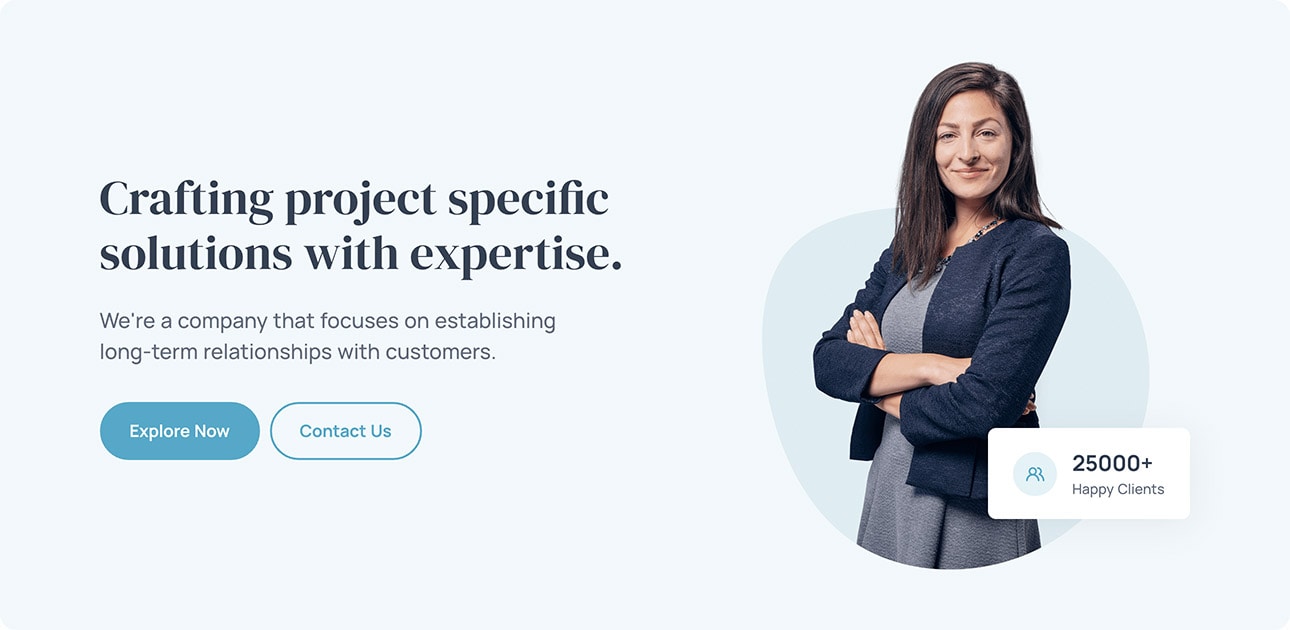 Crafting project specific
solutions with expertise.
We're a company that focuses on establishing
long-term relationships with customers.
Explore Now
Contact Us
25000+
Happy Clients